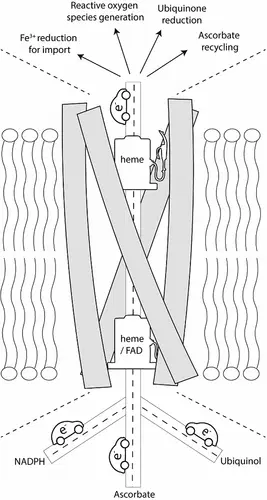 Reactive oxygen
species generation
Ubiquinone
reduction
Fe³⁺reduction
for import
Ascorbate
recycling
e⁻
heme
heme
/ FAD
e⁻
e⁻
e⁻
NADPH
Ubiquinol
Ascorbate